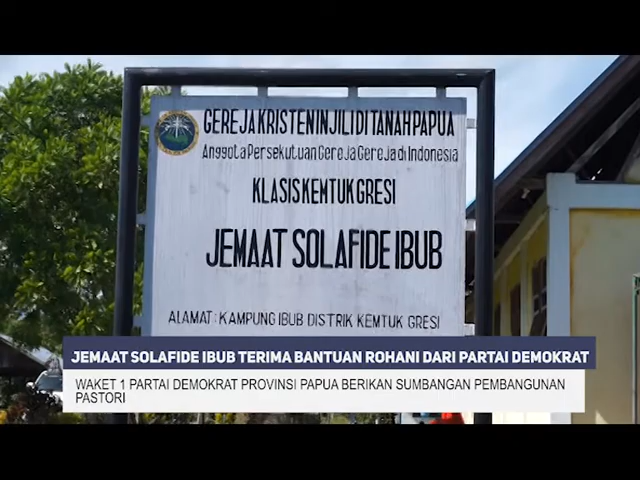 GEREJA KRISTEN INJILI DI TANAH PAPUA
Anggota Persekutuan Gereja Gereja di Indonesia
KLASIS KEMTUK GRESI
JEMAAT SOLAFIDE IBUB
ALAMAT : KAMPUNG IBUB DISTRIK KEMTUK GRESI
JEMAAT SOLAFIDE IBUB TERIMA BANTUAN ROHANI DARI PARTAI DEMOKRAT
WAKET 1 PARTAI DEMOKRAT PROVINSI PAPUA BERIKAN SUMBANGAN PEMBANGUNAN
PASTORI